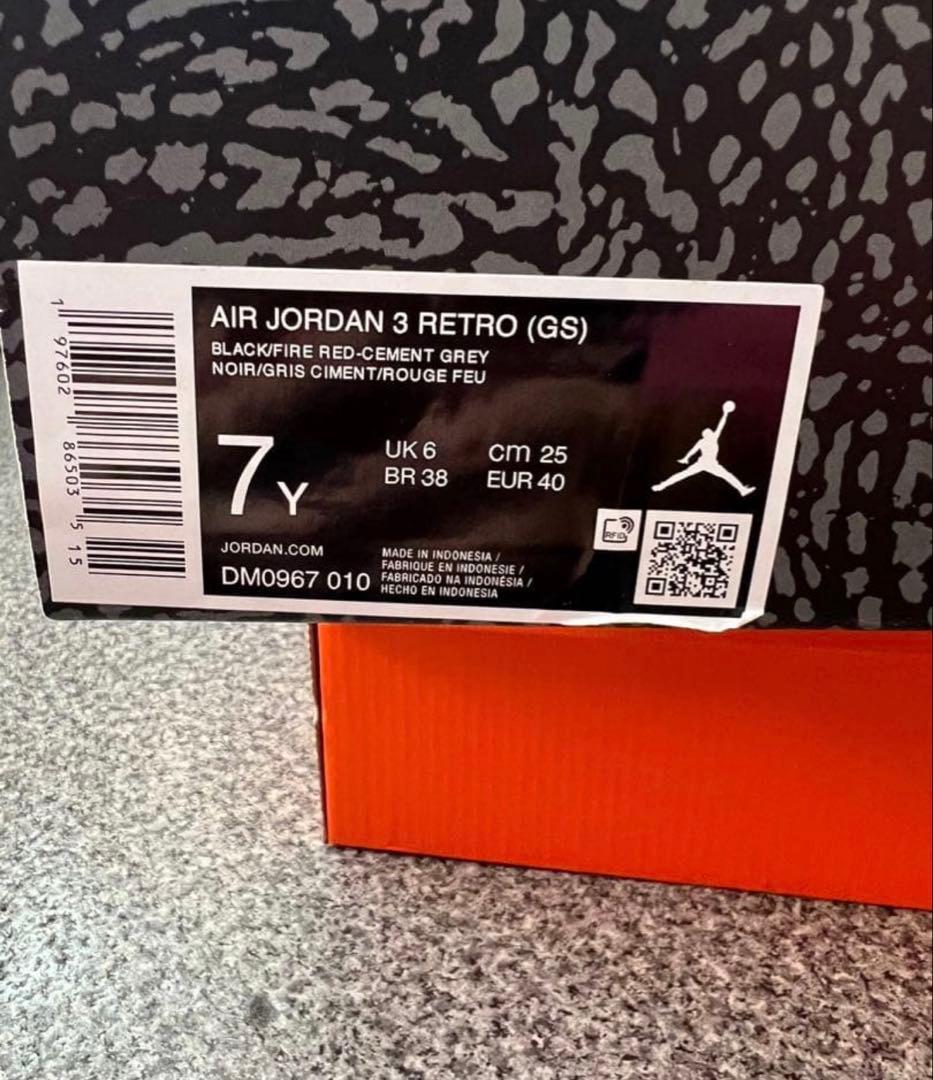 AIR JORDAN 3 RETRO (GS)
BLACK/FIRE RED-CEMENT GREY
NOIR/GRIS CIMENT/ROUGE FEU
7Y
UK 6 cm 25
BR 38 EUR 40
RFID
JORDAN.COM
DM0967 010
MADE IN INDONESIA /
FABRIQUE EN INDONESIE /
FABRICADO NA INDONÉSIA /
HECHO EN INDONESIA
1 97602 86503 5 15